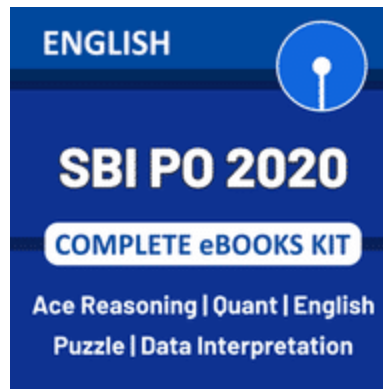 ENGLISH
SBI PO 2020
COMPLETE eBOOKS KIT
Ace Reasoning | Quant | English
Puzzle | Data Interpretation